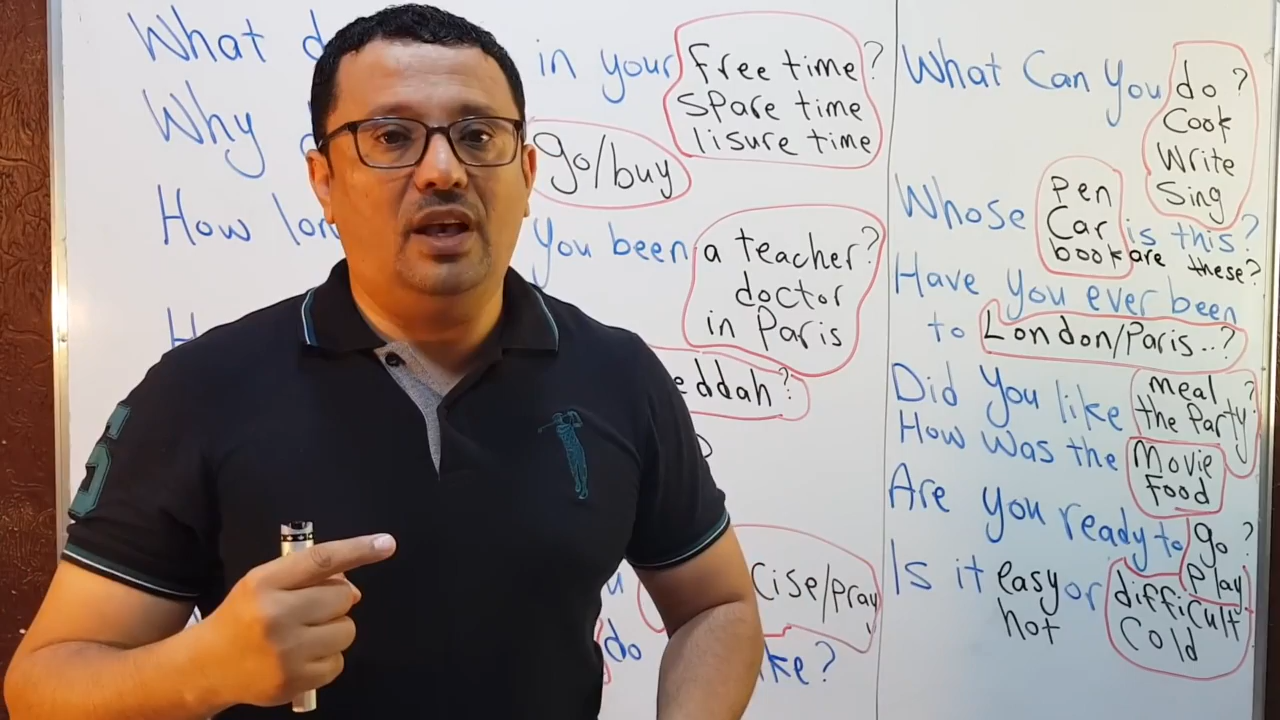 What d in your free time?
spare time
lisure time
Why go/buy
How lon you been a teacher?
doctor
in Paris
H
eddah?
u cise/pray
do ke?
What Can You do?
Cook
Write
Sing
Whose Pen is this?
Car
book are these?
Have You ever been
to London/Paris..?
Did You like meal?
the Party?
How was the Movie
food
Are you ready to go?
Play
Is it easy or difficult
hot cold